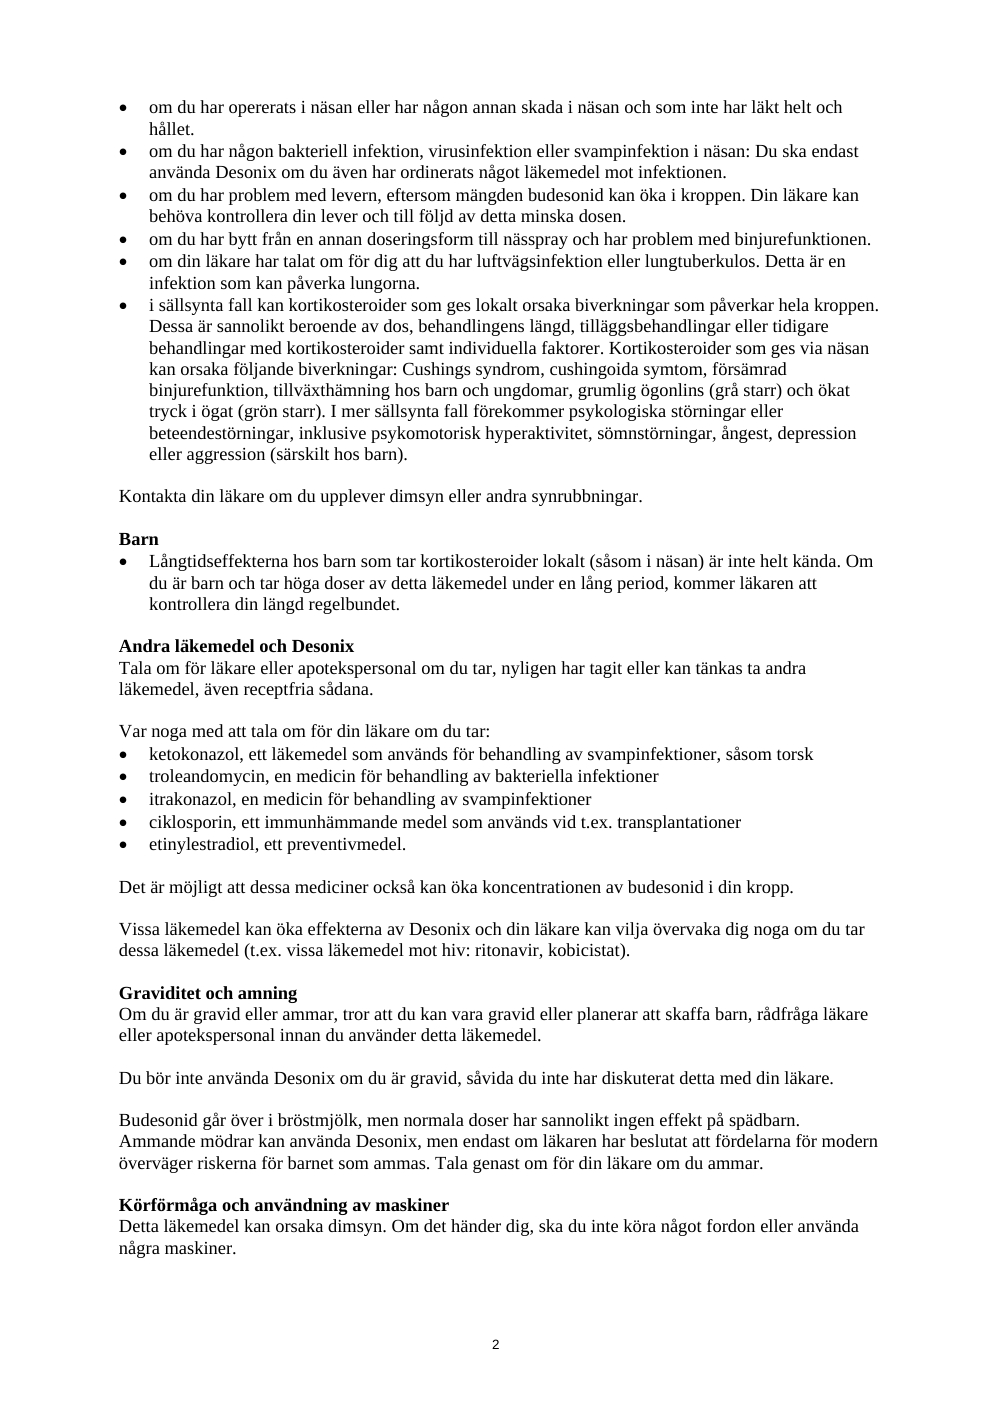 • om du har opererats i näsan eller har någon annan skada i näsan och som inte har läkt helt och
hållet.
• om du har någon bakteriell infektion, virusinfektion eller svampinfektion i näsan: Du ska endast
använda Desonix om du även har ordinerats något läkemedel mot infektionen.
• om du har problem med levern, eftersom mängden budesonid kan öka i kroppen. Din läkare kan
behöva kontrollera din lever och till följd av detta minska dosen.
• om du har bytt från en annan doseringsform till nässpray och har problem med binjurefunktionen.
• om din läkare har talat om för dig att du har luftvägsinfektion eller lungtuberkulos. Detta är en
infektion som kan påverka lungorna.
• i sällsynta fall kan kortikosteroider som ges lokalt orsaka biverkningar som påverkar hela kroppen.
Dessa är sannolikt beroende av dos, behandlingens längd, tilläggsbehandlingar eller tidigare
behandlingar med kortikosteroider samt individuella faktorer. Kortikosteroider som ges via näsan
kan orsaka följande biverkningar: Cushings syndrom, cushingoida symtom, försämrad
binjurefunktion, tillväxthämning hos barn och ungdomar, grumlig ögonlins (grå starr) och ökat
tryck i ögat (grön starr). I mer sällsynta fall förekommer psykologiska störningar eller
beteendestörningar, inklusive psykomotorisk hyperaktivitet, sömnstörningar, ångest, depression
eller aggression (särskilt hos barn).
Kontakta din läkare om du upplever dimsyn eller andra synrubbningar.
Barn
• Långtidseffekterna hos barn som tar kortikosteroider lokalt (såsom i näsan) är inte helt kända. Om
du är barn och tar höga doser av detta läkemedel under en lång period, kommer läkaren att
kontrollera din längd regelbundet.
Andra läkemedel och Desonix
Tala om för läkare eller apotekspersonal om du tar, nyligen har tagit eller kan tänkas ta andra
läkemedel, även receptfria sådana.
Var noga med att tala om för din läkare om du tar:
• ketokonazol, ett läkemedel som används för behandling av svampinfektioner, såsom torsk
• troleandomycin, en medicin för behandling av bakteriella infektioner
• itrakonazol, en medicin för behandling av svampinfektioner
• ciklosporin, ett immunhämmande medel som används vid t.ex. transplantationer
• etinylestradiol, ett preventivmedel.
Det är möjligt att dessa mediciner också kan öka koncentrationen av budesonid i din kropp.
Vissa läkemedel kan öka effekterna av Desonix och din läkare kan vilja övervaka dig noga om du tar
dessa läkemedel (t.ex. vissa läkemedel mot hiv: ritonavir, kobicistat).
Graviditet och amning
Om du är gravid eller ammar, tror att du kan vara gravid eller planerar att skaffa barn, rådfråga läkare
eller apotekspersonal innan du använder detta läkemedel.
Du bör inte använda Desonix om du är gravid, såvida du inte har diskuterat detta med din läkare.
Budesonid går över i bröstmjölk, men normala doser har sannolikt ingen effekt på spädbarn.
Ammande mödrar kan använda Desonix, men endast om läkaren har beslutat att fördelarna för modern
överväger riskerna för barnet som ammas. Tala genast om för din läkare om du ammar.
Körförmåga och användning av maskiner
Detta läkemedel kan orsaka dimsyn. Om det händer dig, ska du inte köra något fordon eller använda
några maskiner.
2